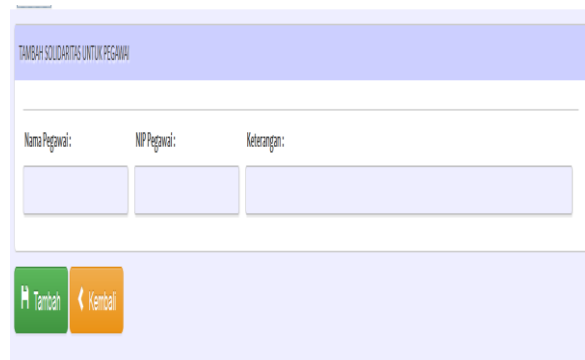 TAMBAH SOLIDARITAS UNTUK PEGAWAI
Nama Pegawai : NIP Pegawai : Keterangan :
Tambah Kembali